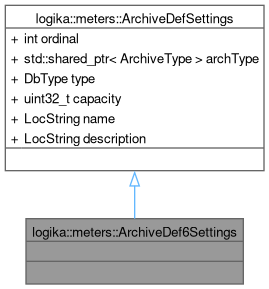 logika::meters::ArchiveDefSettings
+ int ordinal
+ std::shared_ptr< ArchiveType > archType
+ DbType type
+ uint32_t capacity
+ LocString name
+ LocString description
logika::meters::ArchiveDef6Settings